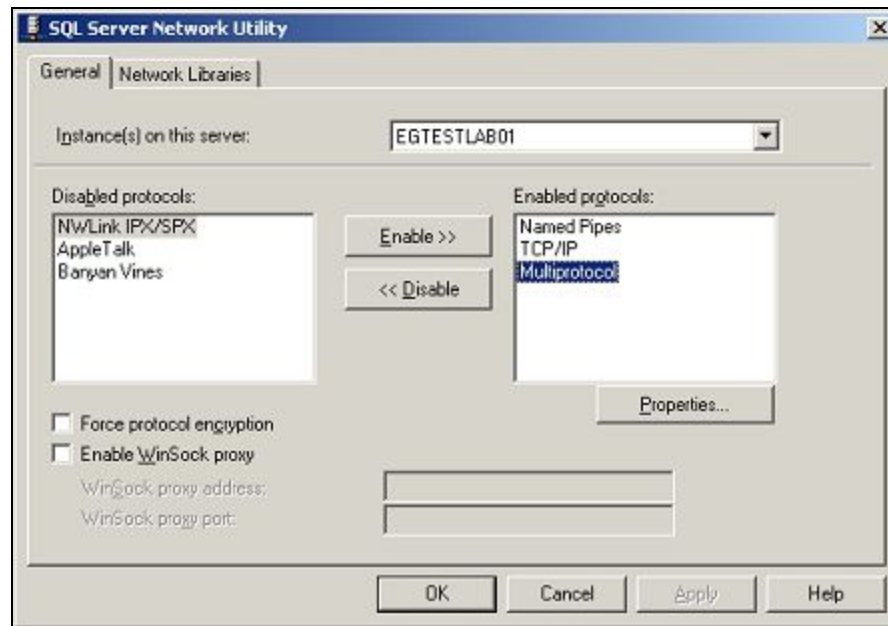 SQL Server Network Utility
General
Network Libraries
Instance(s) on this server:
EGTESTLAB01
Disabled protocols:
NWLink IPX/SPX
AppleTalk
Banyan Vines
Enable >>
<< Disable
Enabled protocols:
Named Pipes
TCP/IP
Multiprotocol
Properties...
Force protocol encryption
Enable WinSock proxy
WinSock proxy address:
WinSock proxy port:
OK
Cancel
Apply
Help